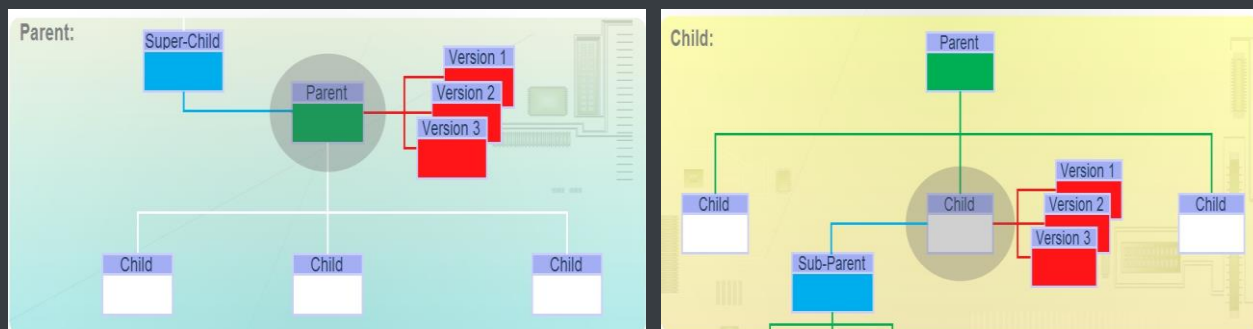 Parent:
Super-Child
Parent
Version 1
Version 2
Version 3
Child
Child
Child
Child:
Parent
Child
Child
Child
Version 1
Version 2
Version 3
Sub-Parent